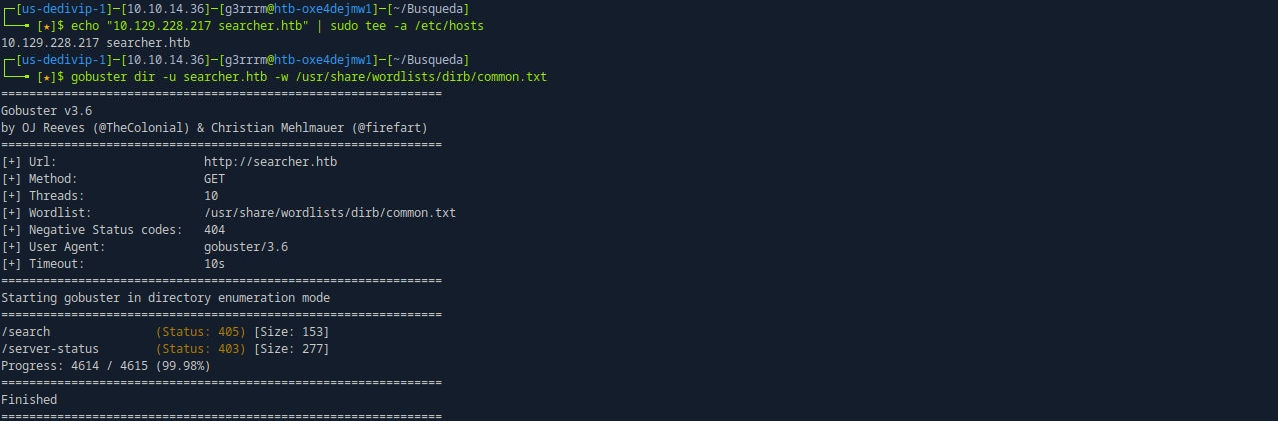 ┌─[us-dedivip-1]─[10.10.14.36]─[g3rrrm@htb-oxe4dejmw1]─[~/Busqueda]
└──╼ [★]$ echo "10.129.228.217 searcher.htb" | sudo tee -a /etc/hosts
10.129.228.217 searcher.htb
┌─[us-dedivip-1]─[10.10.14.36]─[g3rrrm@htb-oxe4dejmw1]─[~/Busqueda]
└──╼ [★]$ gobuster dir -u searcher.htb -w /usr/share/wordlists/dirb/common.txt
===============================================================
Gobuster v3.6
by OJ Reeves (@TheColonial) & Christian Mehlmauer (@firefart)
===============================================================
[+] Url:                     http://searcher.htb
[+] Method:                  GET
[+] Threads:                 10
[+] Wordlist:                /usr/share/wordlists/dirb/common.txt
[+] Negative Status codes:   404
[+] User Agent:              gobuster/3.6
[+] Timeout:                 10s
===============================================================
Starting gobuster in directory enumeration mode
===============================================================
/search               (Status: 405) [Size: 153]
/server-status        (Status: 403) [Size: 277]
Progress: 4614 / 4615 (99.98%)
===============================================================
Finished
===============================================================